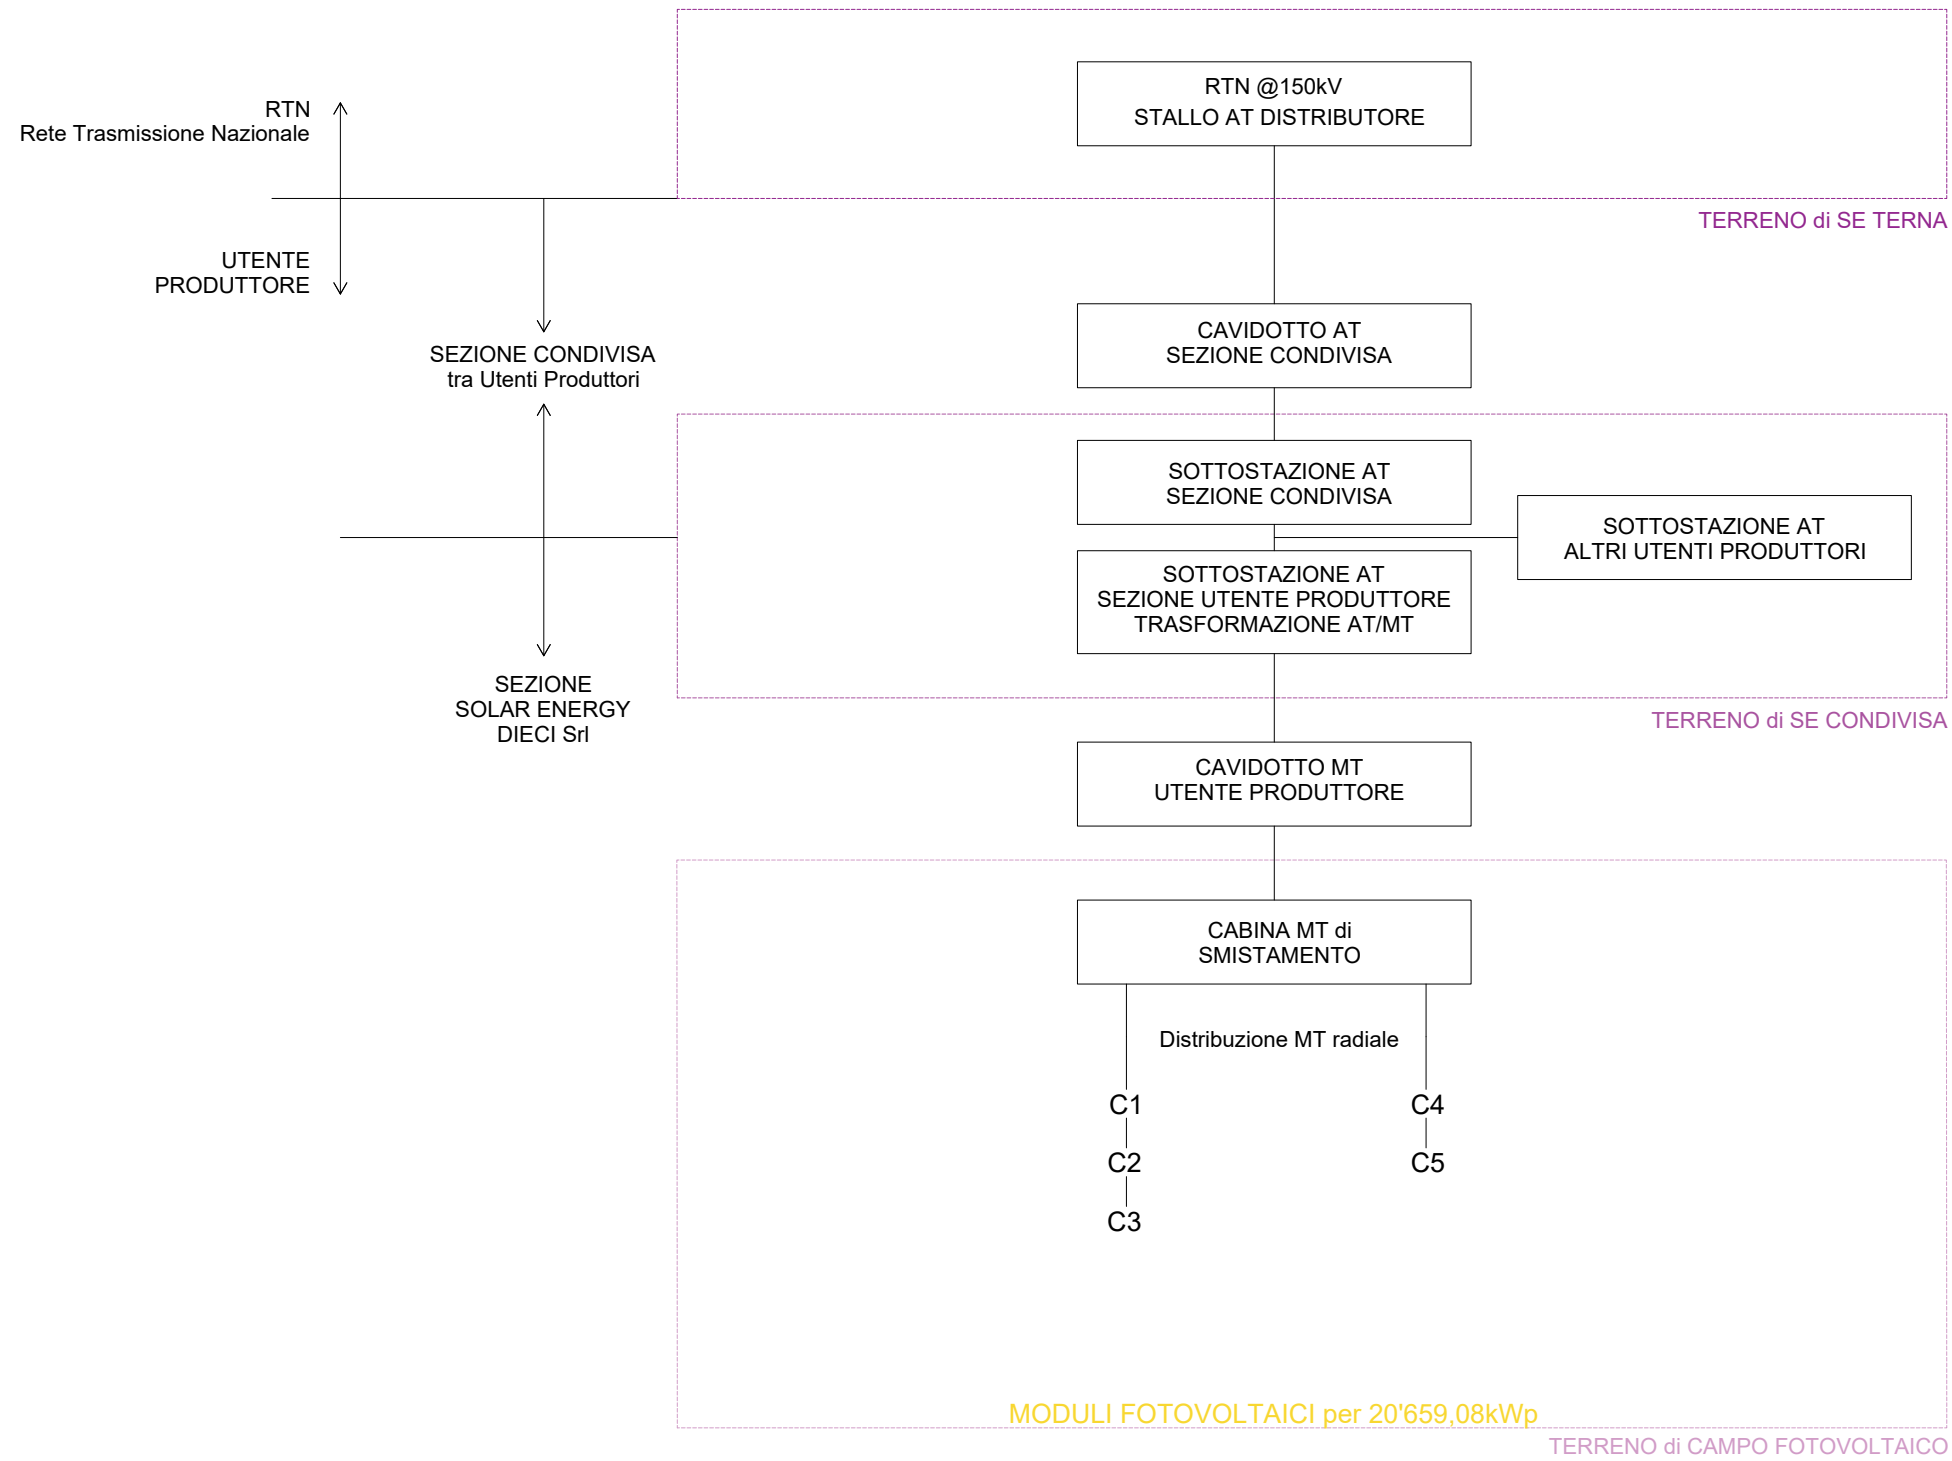 RTN @150kV
STALLO AT DISTRIBUTORE
RTN
Rete Trasmissione Nazionale
TERRENO di SE TERNA
UTENTE
PRODUTTORE
SEZIONE CONDIVISA
tra Utenti Produttori
CAVIDOTTO AT
SEZIONE CONDIVISA
SOTTOSTAZIONE AT
SEZIONE CONDIVISA
SOTTOSTAZIONE AT
ALTRI UTENTI PRODUTTORI
SOTTOSTAZIONE AT
SEZIONE UTENTE PRODUTTORE
TRASFORMAZIONE AT/MT
SEZIONE
SOLAR ENERGY
DIECI Srl
TERRENO di SE CONDIVISA
CAVIDOTTO MT
UTENTE PRODUTTORE
CABINA MT di
SMISTAMENTO
Distribuzione MT radiale
C1
C4
C2
C5
C3
MODULI FOTOVOLTAICI per 20'659,08kWp
TERRENO di CAMPO FOTOVOLTAICO